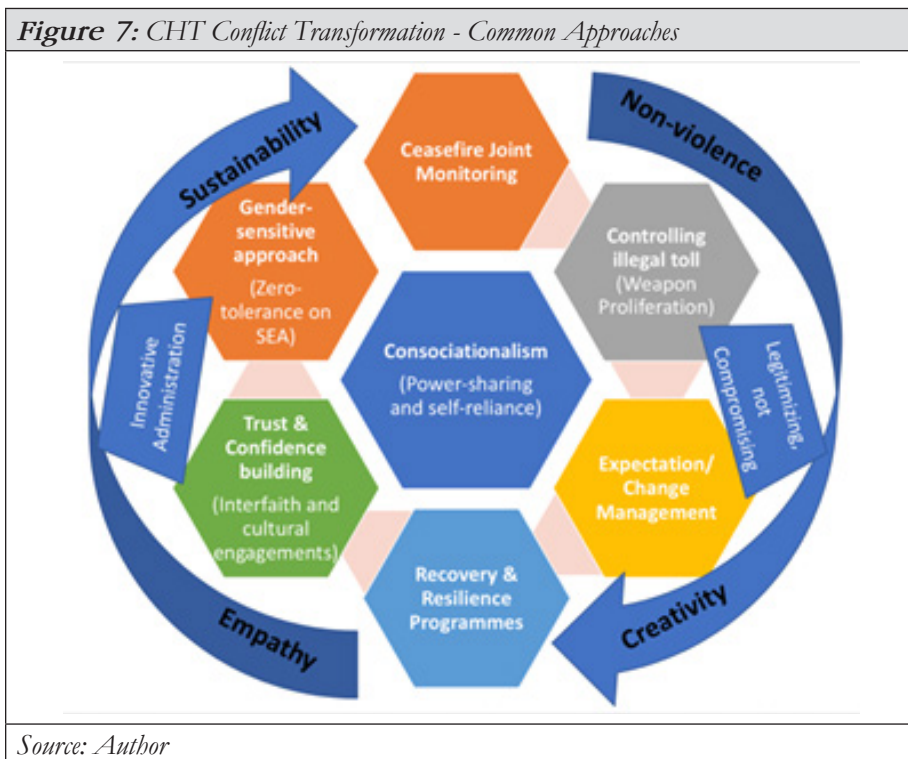 Figure 7: CHT Conflict Transformation - Common Approaches
Sustainability
Non-violence
Ceasefire Joint
Monitoring
Gender-
sensitive
approach
(Zero-
tolerance on
SEA)
Controlling
illegal toll
(Weapon
Proliferation)
Consociationalism
(Power-sharing
and self-reliance)
Innovative
Administration
Legitimizing,
not
Compromising
Trust &
Confidence
building
(Interfaith and
cultural
engagements)
Expectation/
Change
Management
Recovery &
Resilience
Programmes
Empathy
Creativity
Source: Author